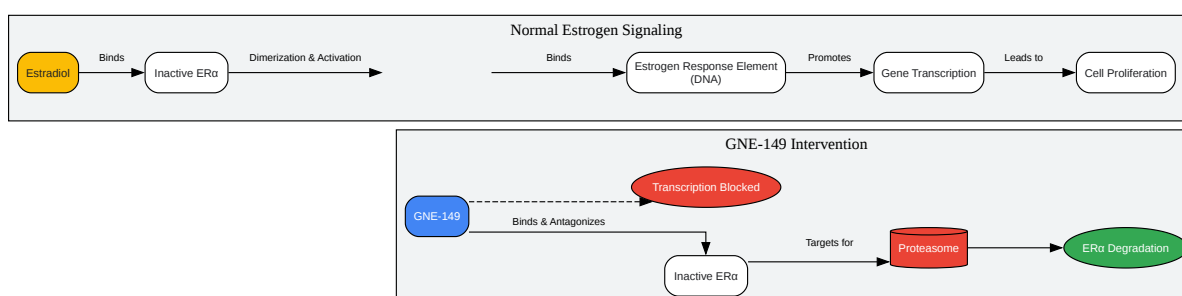 Normal Estrogen Signaling
Estradiol
Binds
Inactive ERα
Dimerization & Activation
Binds
Estrogen Response Element
(DNA)
Promotes
Gene Transcription
Leads to
Cell Proliferation
GNE-149 Intervention
GNE-149
Transcription Blocked
Binds & Antagonizes
Inactive ERα
Targets for
Proteasome
ERα Degradation